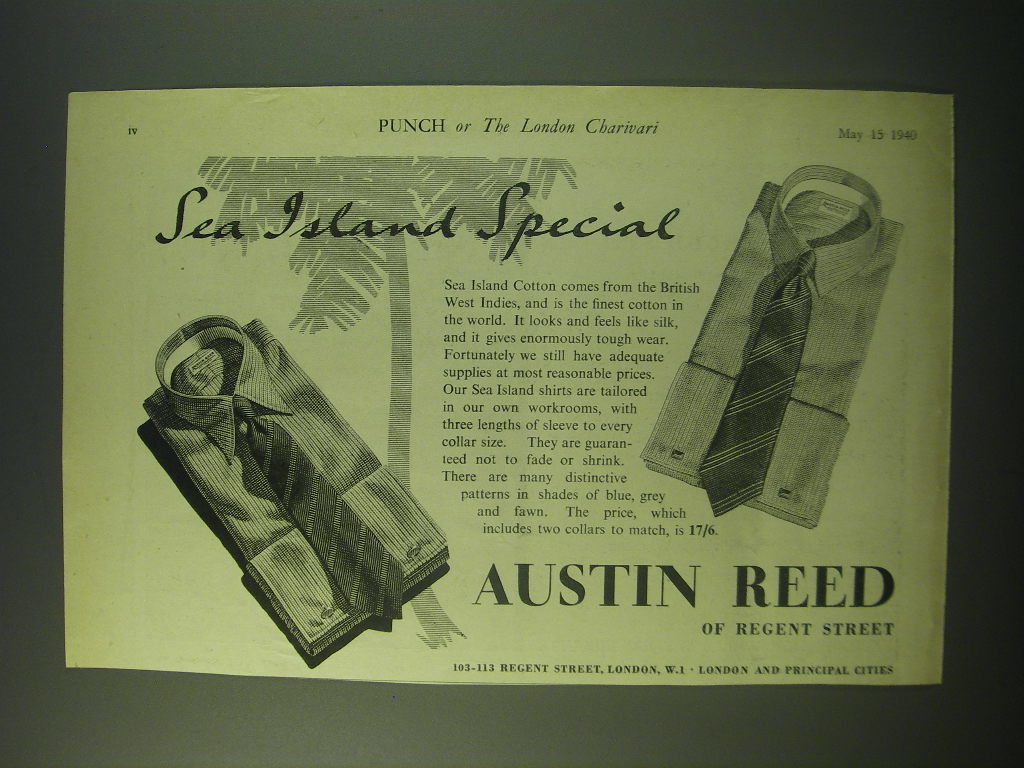 iv
PUNCH or The London Charivari
May 15 1940
Sea Island Special
Sea Island Cotton comes from the British
West Indies, and is the finest cotton in
the world. It looks and feels like silk,
and it gives enormously tough wear.
Fortunately we still have adequate
supplies at most reasonable prices.
Our Sea Island shirts are tailored
in our own workrooms, with
three lengths of sleeve to every
collar size. They are guaran-
teed not to fade or shrink.
There are many distinctive
patterns in shades of blue, grey
and fawn. The price, which
includes two collars to match, is 17/6.
AUSTIN REED
OF REGENT STREET
103-113 REGENT STREET, LONDON, W.1 · LONDON AND PRINCIPAL CITIES